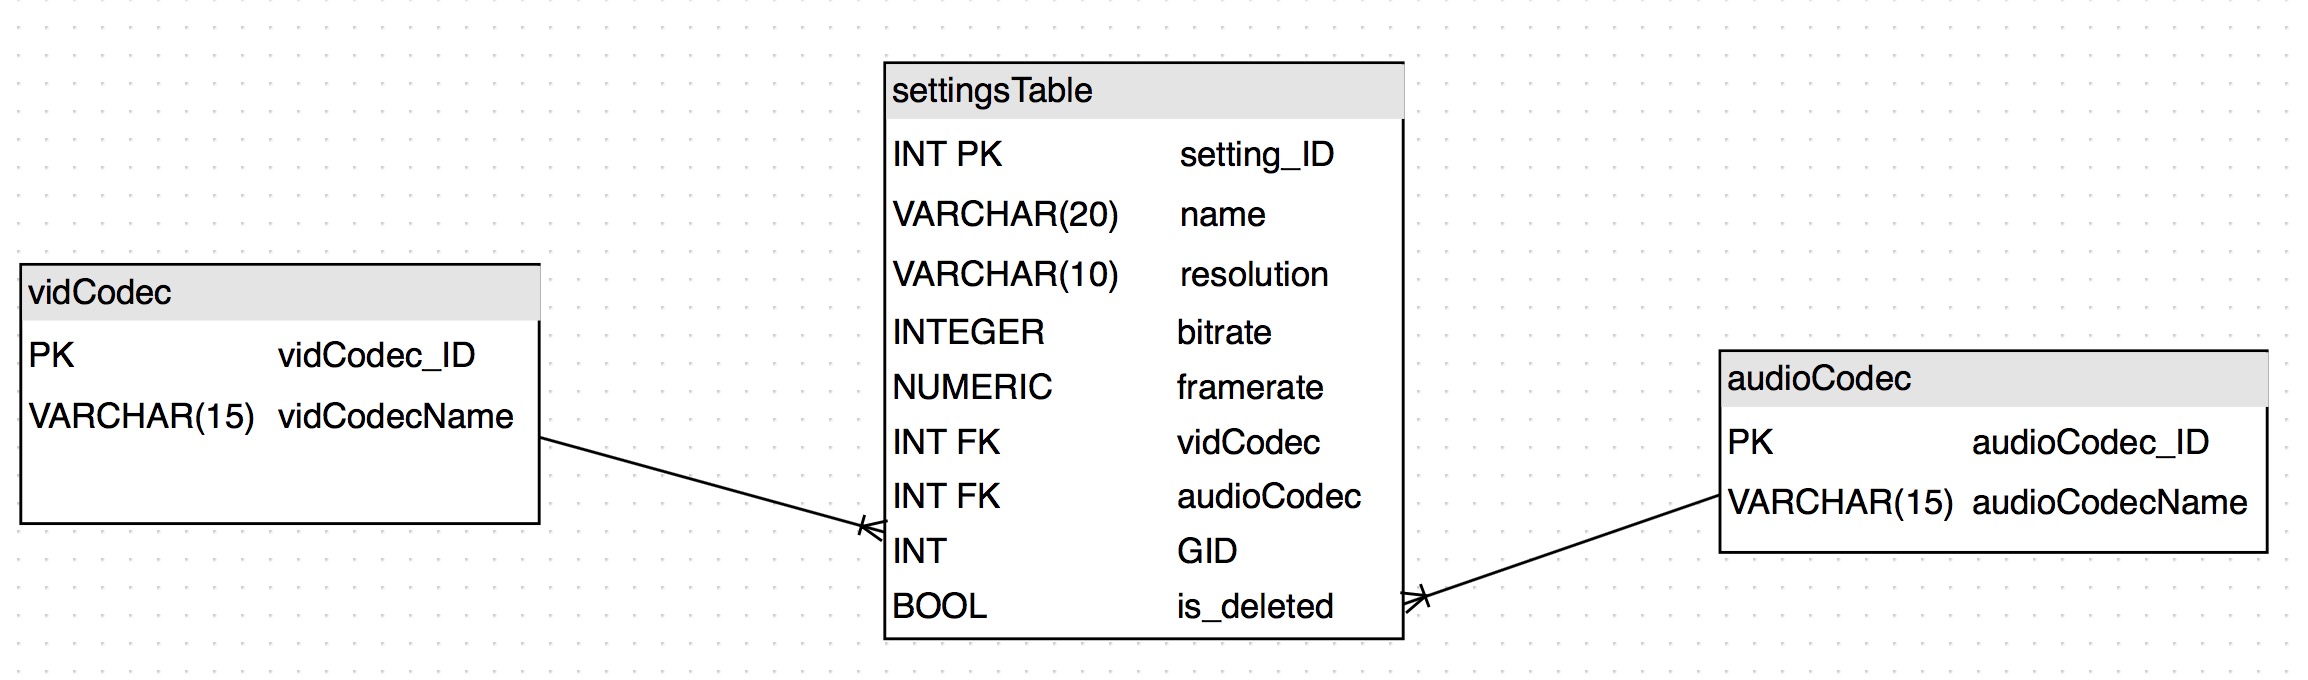 vidCodec
PK vidCodec_ID
VARCHAR(15) vidCodecName
settingsTable
INT PK setting_ID
VARCHAR(20) name
VARCHAR(10) resolution
INTEGER bitrate
NUMERIC framerate
INT FK vidCodec
INT FK audioCodec
INT GID
BOOL is_deleted
audioCodec
PK audioCodec_ID
VARCHAR(15) audioCodecName